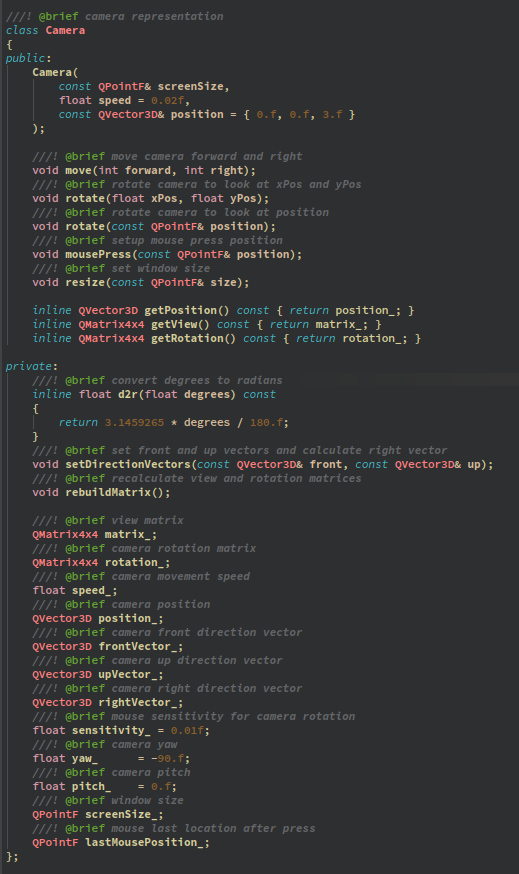 ///! @brief camera representation
class Camera
{
public:
    Camera(
        const QPointF& screenSize,
        float speed = 0.02f,
        const QVector3D& position = { 0.f, 0.f, 3.f }
    );

    ///! @brief move camera forward and right
    void move(int forward, int right);
    ///! @brief rotate camera to look at xPos and yPos
    void rotate(float xPos, float yPos);
    ///! @brief rotate camera to look at position
    void rotate(const QPointF& position);
    ///! @brief setup mouse press position
    void mousePress(const QPointF& position);
    ///! @brief set window size
    void resize(const QPointF& size);

    inline QVector3D getPosition() const { return position_; }
    inline QMatrix4x4 getView() const { return matrix_; }
    inline QMatrix4x4 getRotation() const { return rotation_; }

private:
    ///! @brief convert degrees to radians
    inline float d2r(float degrees) const
    {
        return 3.1459265 * degrees / 180.f;
    }
    ///! @brief set front and up vectors and calculate right vector
    void setDirectionVectors(const QVector3D& front, const QVector3D& up);
    ///! @brief recalculate view and rotation matrices
    void rebuildMatrix();

    ///! @brief view matrix
    QMatrix4x4 matrix_;
    ///! @brief camera rotation matrix
    QMatrix4x4 rotation_;
    ///! @brief camera movement speed
    float speed_;
    ///! @brief camera position
    QVector3D position_;
    ///! @brief camera front direction vector
    QVector3D frontVector_;
    ///! @brief camera up direction vector
    QVector3D upVector_;
    ///! @brief camera right direction vector
    QVector3D rightVector_;
    ///! @brief mouse sensitivity for camera rotation
    float sensitivity_ = 0.01f;
    ///! @brief camera yaw
    float yaw_      = -90.f;
    ///! @brief camera pitch
    float pitch_    = 0.f;
    ///! @brief window size
    QPointF screenSize_;
    ///! @brief mouse last location after press
    QPointF lastMousePosition_;
};